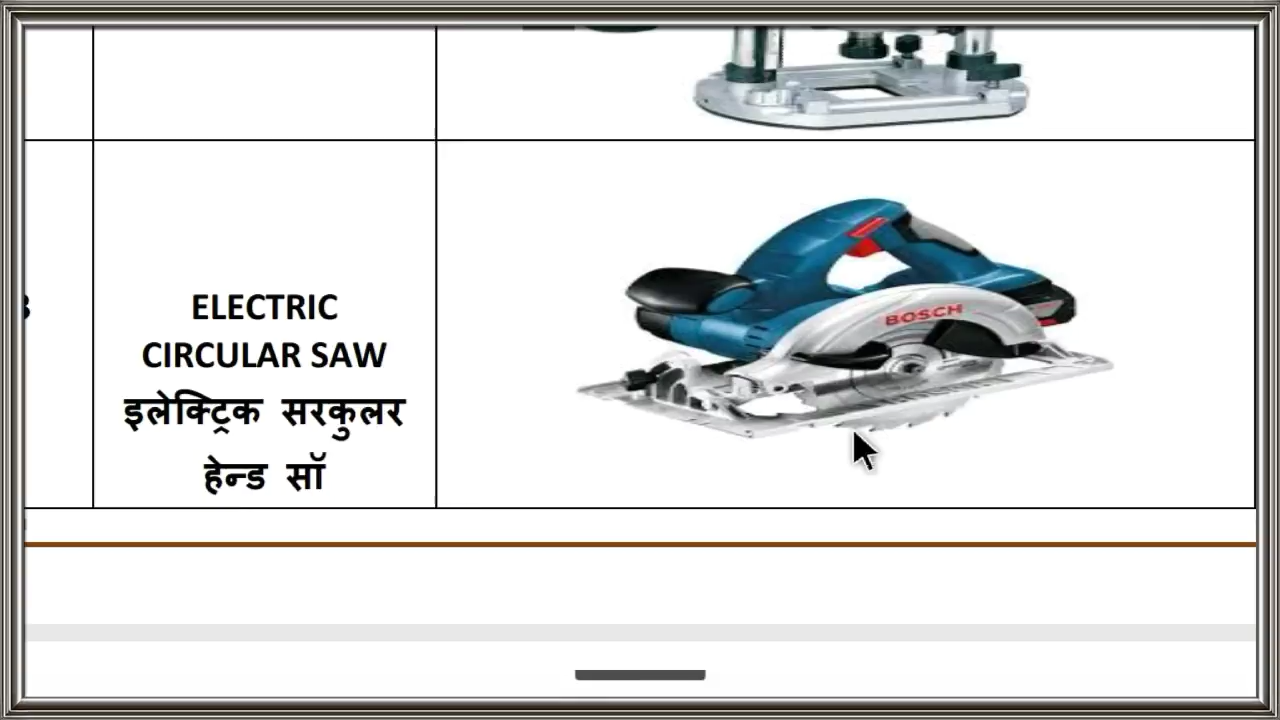 BOSCH
ELECTRIC
CIRCULAR SAW
इलेक्ट्रिक सरकुलर
हेन्ड सॉ